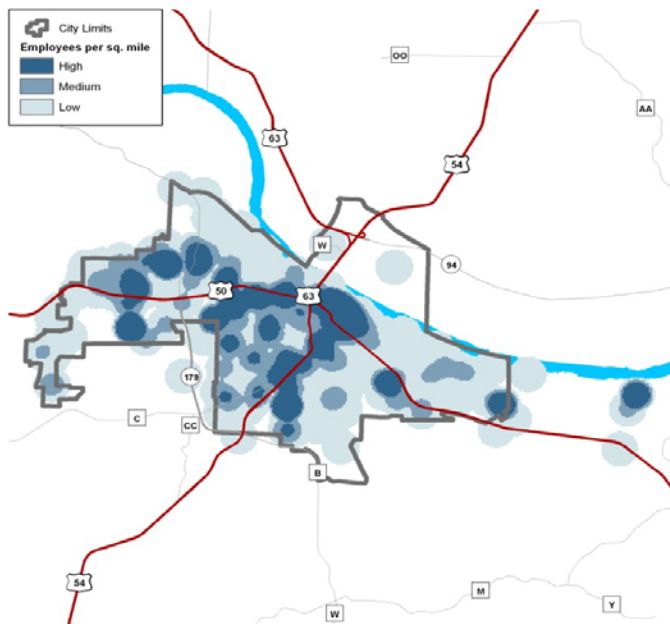 City Limits
Employees per sq. mile
High
Medium
Low
OO
AA
63
54
W
94
50
63
179
C
CC
B
54
M
Y
W